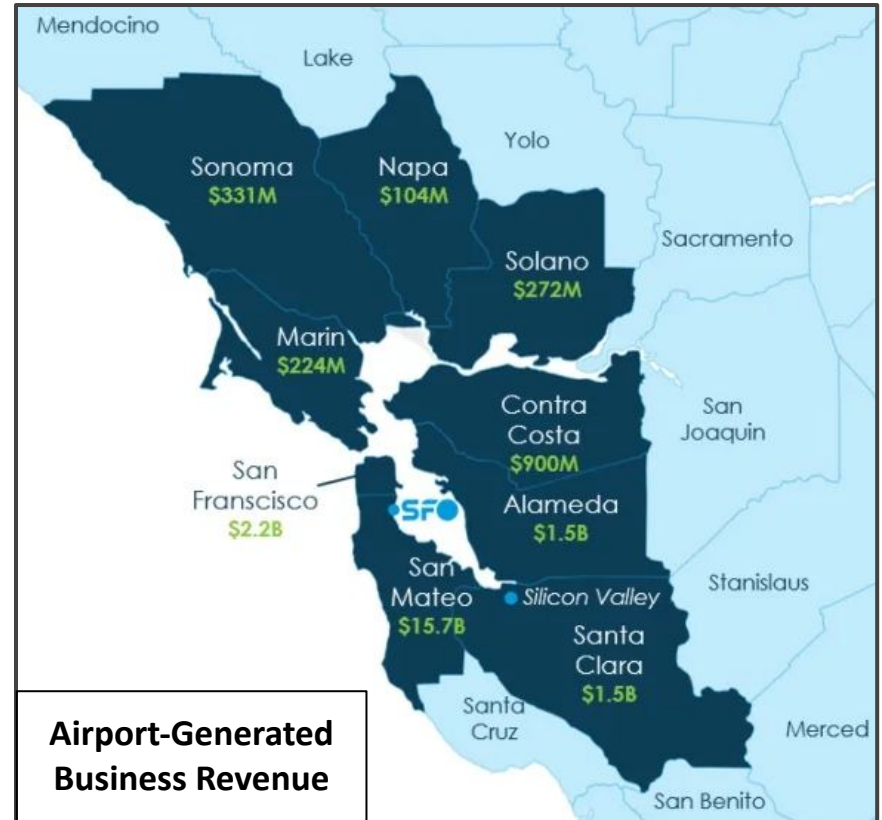 Mendocino
Lake
Yolo
Sonoma
$331M
Napa
$104M
Sacramento
Solano
$272M
Marin
$224M
Contra
Costa
$900M
San
Joaquin
San
Franscisco
$2.2B
SFO
Alameda
$1.5B
San
Mateo
$15.7B
Silicon Valley
Stanislaus
Santa
Clara
$1.5B
Santa
Cruz
Merced
San Benito
Airport-Generated
Business Revenue